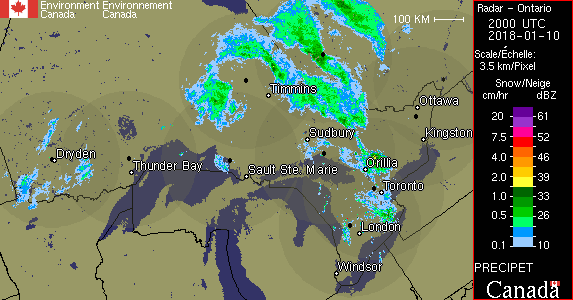 Environment Environnement
Canada Canada
100 KM
Timmins
Ottawa
Sudbury
Kingston
Dryden
Thunder Bay
Sault Ste. Marie
Orillia
Toronto
London
Windsor
Radar - Ontario
2000 UTC
2018-01-10
Scale/Échelle:
3.5 km/Pixel
Snow/Neige
cm/hr dBZ
20 61
7.5 52
4.0 46
2.0 39
1.0 33
0.5 26
0.1 10
PRECIPET
Canada